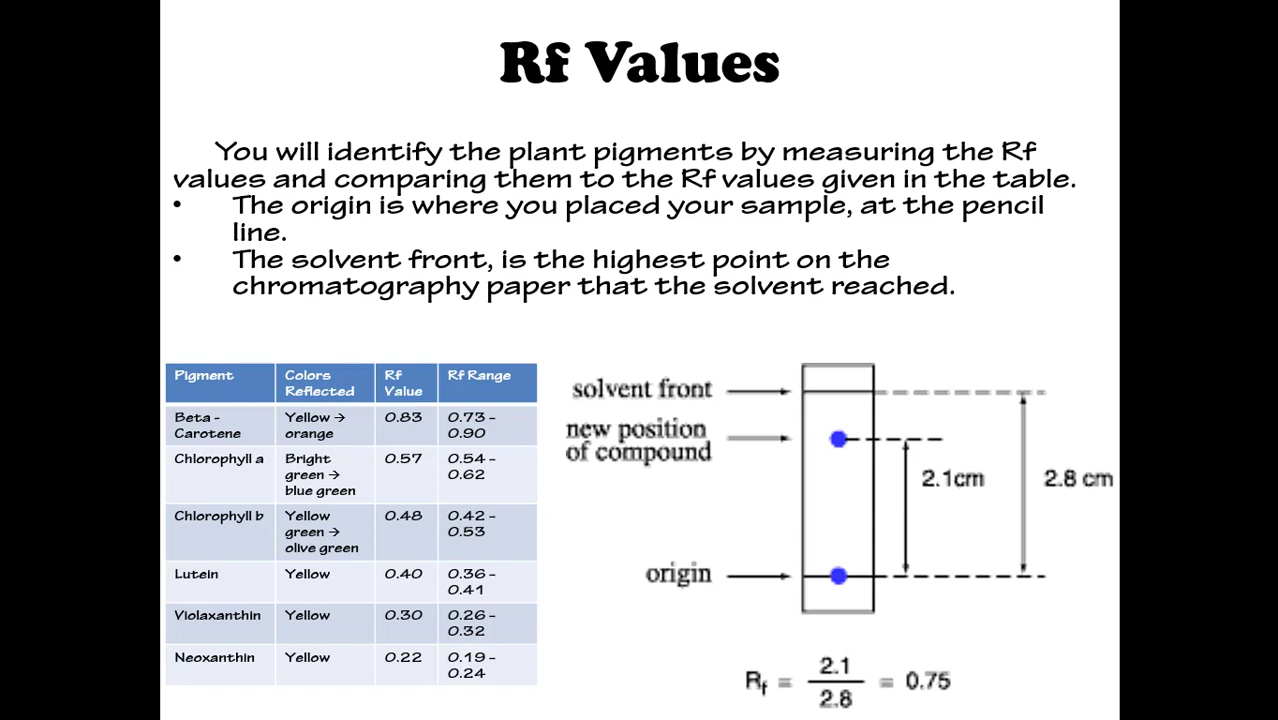 Rf Values
You will identify the plant pigments by measuring the Rf
values and comparing them to the Rf values given in the table.
• The origin is where you placed your sample, at the pencil
line.
• The solvent front, is the highest point on the
chromatography paper that the solvent reached.
Pigment Colors Reflected Rf Value Rf Range
Beta - Carotene Yellow → orange 0.83 0.73 - 0.90
Chlorophyll a Bright green → blue green 0.57 0.54 - 0.62
Chlorophyll b Yellow green → olive green 0.48 0.42 - 0.53
Lutein Yellow 0.40 0.36 - 0.41
Violaxanthin Yellow 0.30 0.26 - 0.32
Neoxanthin Yellow 0.22 0.19 - 0.24
solvent front
new position
of compound
2.1cm
2.8 cm
origin
Rf = 2.1 / 2.8 = 0.75